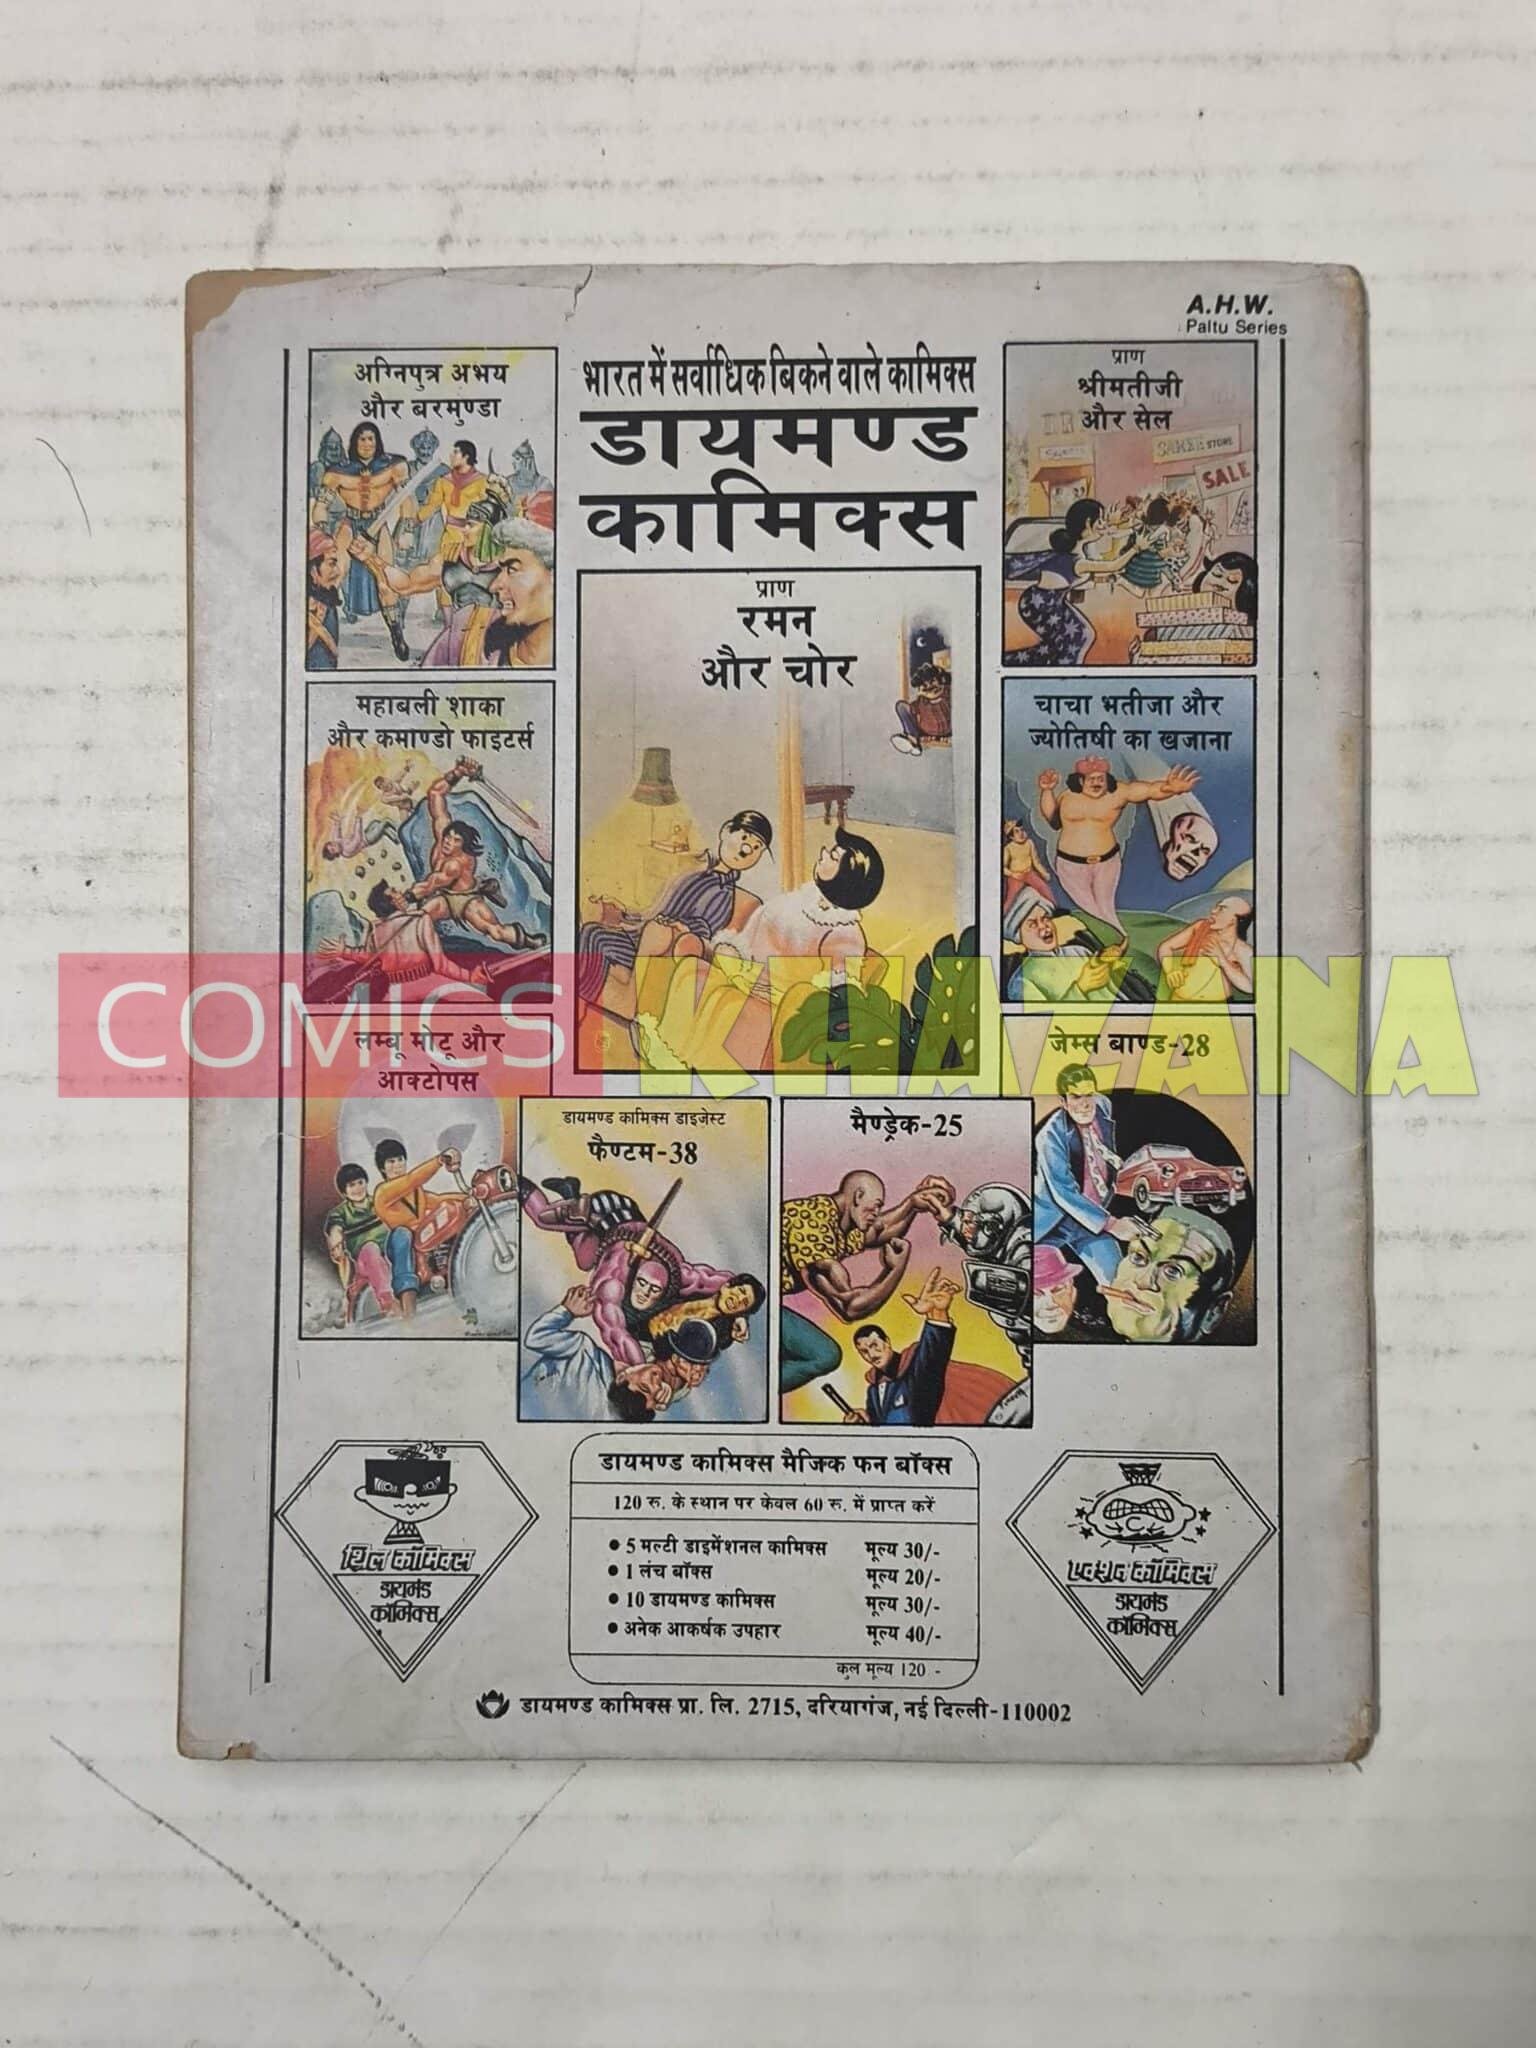 A.H.W.
Paltu Series
अग्निपुत्र अभय
और बरमुण्डा
भारत में सर्वाधिक बिकने वाले कामिक्स
डायमण्ड
कामिक्स
प्राण
श्रीमतीजी
और सेल
SAREE STORE
SALE
प्राण
रमन
और चोर
महाबली शाका
और कमाण्डो फाइटर्स
चाचा भतीजा और
ज्योतिषी का खजाना
COMICS KHAZANA
लम्बू मोटू और
आक्टोपस
जेम्स बाण्ड-28
डायमण्ड कामिक्स डाइजेस्ट
फैण्टम-38
मैण्ड्रेक-25
डायमण्ड कामिक्स मैजिक फन बॉक्स
120 रु. के स्थान पर केवल 60 रु. में प्राप्त करें
• 5 मल्टी डाइमेंशनल कामिक्स मूल्य 30/-
• 1 लंच बॉक्स मूल्य 20/-
• 10 डायमण्ड कामिक्स मूल्य 30/-
• अनेक आकर्षक उपहार मूल्य 40/-
कुल मूल्य 120 -
थ्रिल कॉमिक्स
डायमंड
कॉमिक्स
एक्शन कॉमिक्स
डायमंड
कॉमिक्स
डायमण्ड कामिक्स प्रा. लि. 2715, दरियागंज, नई दिल्ली-110002